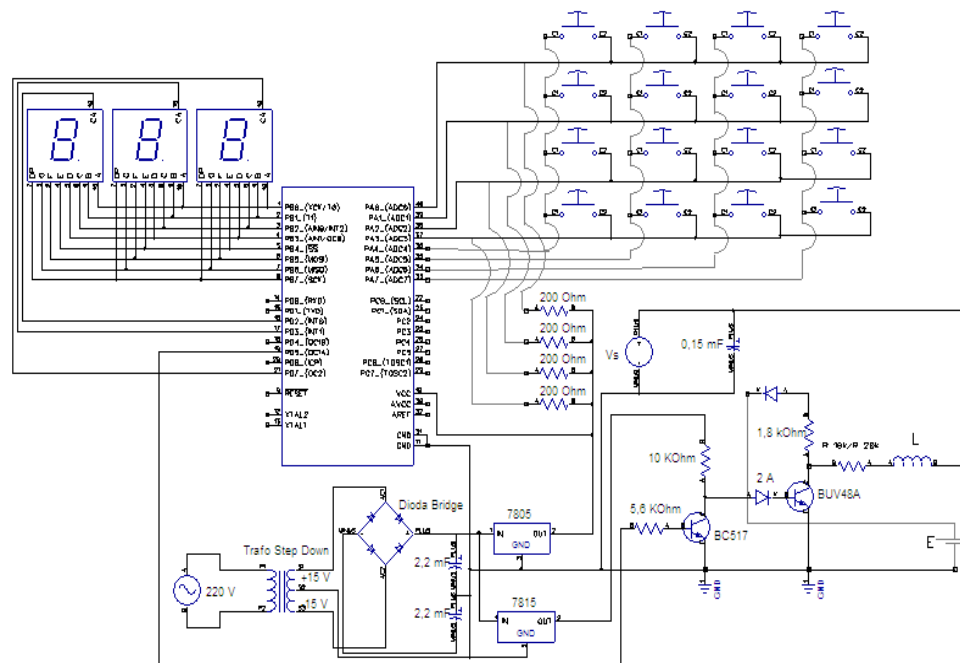 PB0_(XCK/T0)
PB1_(T1)
PB2_(AIN0/INT2)
PB3_(AIN1/OC0)
PB4_(SS)
PB5_(MOSI)
PB6_(MISO)
PB7_(SCK)
PD0_(RXD)
PD1_(TXD)
PD2_(INT0)
PD3_(INT1)
PD4_(OC1B)
PD5_(OC1A)
PD6_(ICP)
PD7_(OC2)
RESET
XTAL2
XTAL1
PA0_(ADC0)
PA1_(ADC1)
PA2_(ADC2)
PA3_(ADC3)
PA4_(ADC4)
PA5_(ADC5)
PA6_(ADC6)
PA7_(ADC7)
PC0_(SCL)
PC1_(SDA)
PC2
PC3
PC4
PC5
PC6_(TOSC1)
PC7_(TOSC2)
VCC
AVCC
AREF
GND
GND
200 Ohm
200 Ohm
200 Ohm
200 Ohm
Vs
0,15 mF
1,8 kOhm
10 KOhm
2 A
L
BUV48A
5,6 KOhm
BC517
E
GND
GND
Dioda Bridge
PLUS
7805
IN
OUT
GND
2,2 mF
2,2 mF
7815
IN
OUT
GND
Trafo Step Down
+15 V
-15 V
220 V